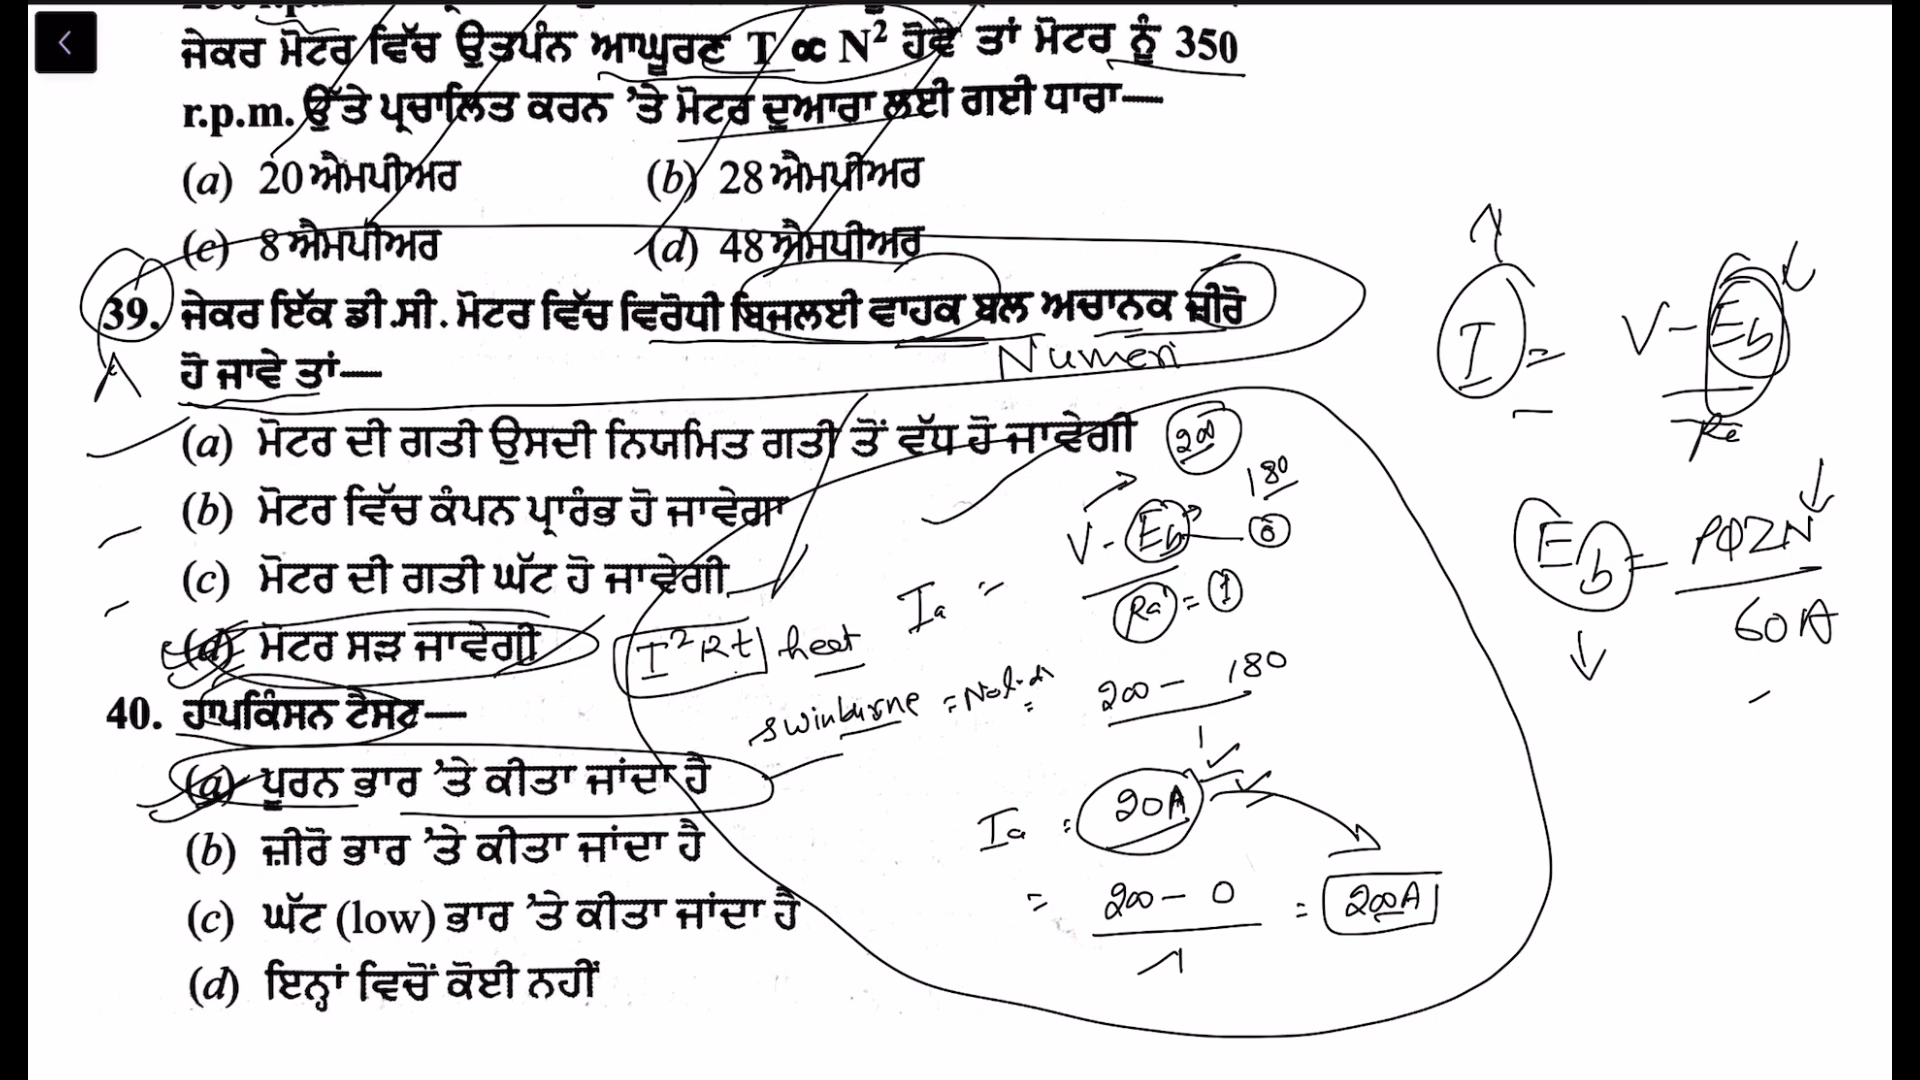 ਜੇਕਰ ਮੋਟਰ ਵਿੱਚ ਉਤਪੰਨ ਆਘੂਰਣ T ∝ N² ਹੋਵੇ ਤਾਂ ਮੋਟਰ ਨੂੰ 350
r.p.m. ਉੱਤੇ ਪ੍ਰਚਾਲਿਤ ਕਰਨ ’ਤੇ ਮੋਟਰ ਦੁਆਰਾ ਲਈ ਗਈ ਧਾਰਾ—
(a) 20 ਐਮਪੀਅਰ (b) 28 ਐਮਪੀਅਰ
(c) 8 ਐਮਪੀਅਰ (d) 48 ਐਮਪੀਅਰ
39. ਜੇਕਰ ਇੱਕ ਡੀ.ਸੀ. ਮੋਟਰ ਵਿੱਚ ਵਿਰੋਧੀ ਬਿਜਲਈ ਵਾਹਕ ਬਲ ਅਚਾਨਕ ਜ਼ੀਰੋ
ਹੋ ਜਾਵੇ ਤਾਂ—
Numeri
(a) ਮੋਟਰ ਦੀ ਗਤੀ ਉਸਦੀ ਨਿਯਮਿਤ ਗਤੀ ਤੋਂ ਵੱਧ ਹੋ ਜਾਵੇਗੀ
(b) ਮੋਟਰ ਵਿੱਚ ਕੰਪਨ ਪ੍ਰਾਰੰਭ ਹੋ ਜਾਵੇਗਾ
(c) ਮੋਟਰ ਦੀ ਗਤੀ ਘੱਟ ਹੋ ਜਾਵੇਗੀ
(d) ਮੋਟਰ ਸੜ ਜਾਵੇਗੀ
I²Rt heat
40. ਹਾਪਕਿੰਸਨ ਟੈਸਟ—
swinburne =
(a) ਪੂਰਨ ਭਾਰ ’ਤੇ ਕੀਤਾ ਜਾਂਦਾ ਹੈ
(b) ਜ਼ੀਰੋ ਭਾਰ ’ਤੇ ਕੀਤਾ ਜਾਂਦਾ ਹੈ
(c) ਘੱਟ (low) ਭਾਰ ’ਤੇ ਕੀਤਾ ਜਾਂਦਾ ਹੈ
(d) ਇਨ੍ਹਾਂ ਵਿਚੋਂ ਕੋਈ ਨਹੀਂ
200
180
V - Eb
Ia =
Ra = 1
200 - 180
1
Ia = 20A
= 200 - 0 = 200A
1
I = V - Eb
Eb = PΦZN
60A